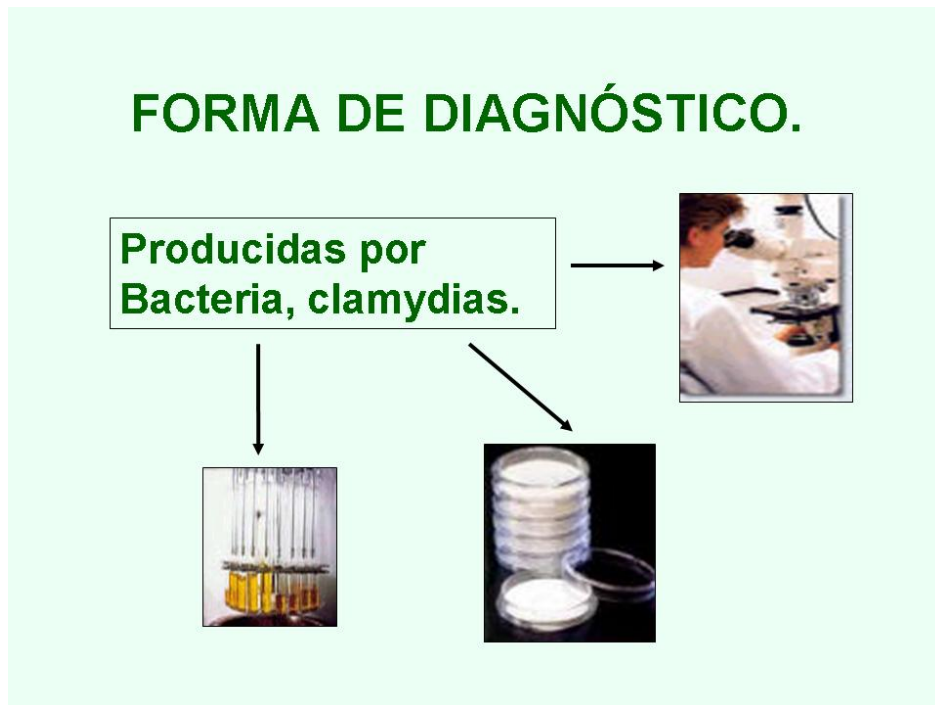 FORMA DE DIAGNÓSTICO.
Producidas por
Bacteria, clamydias.